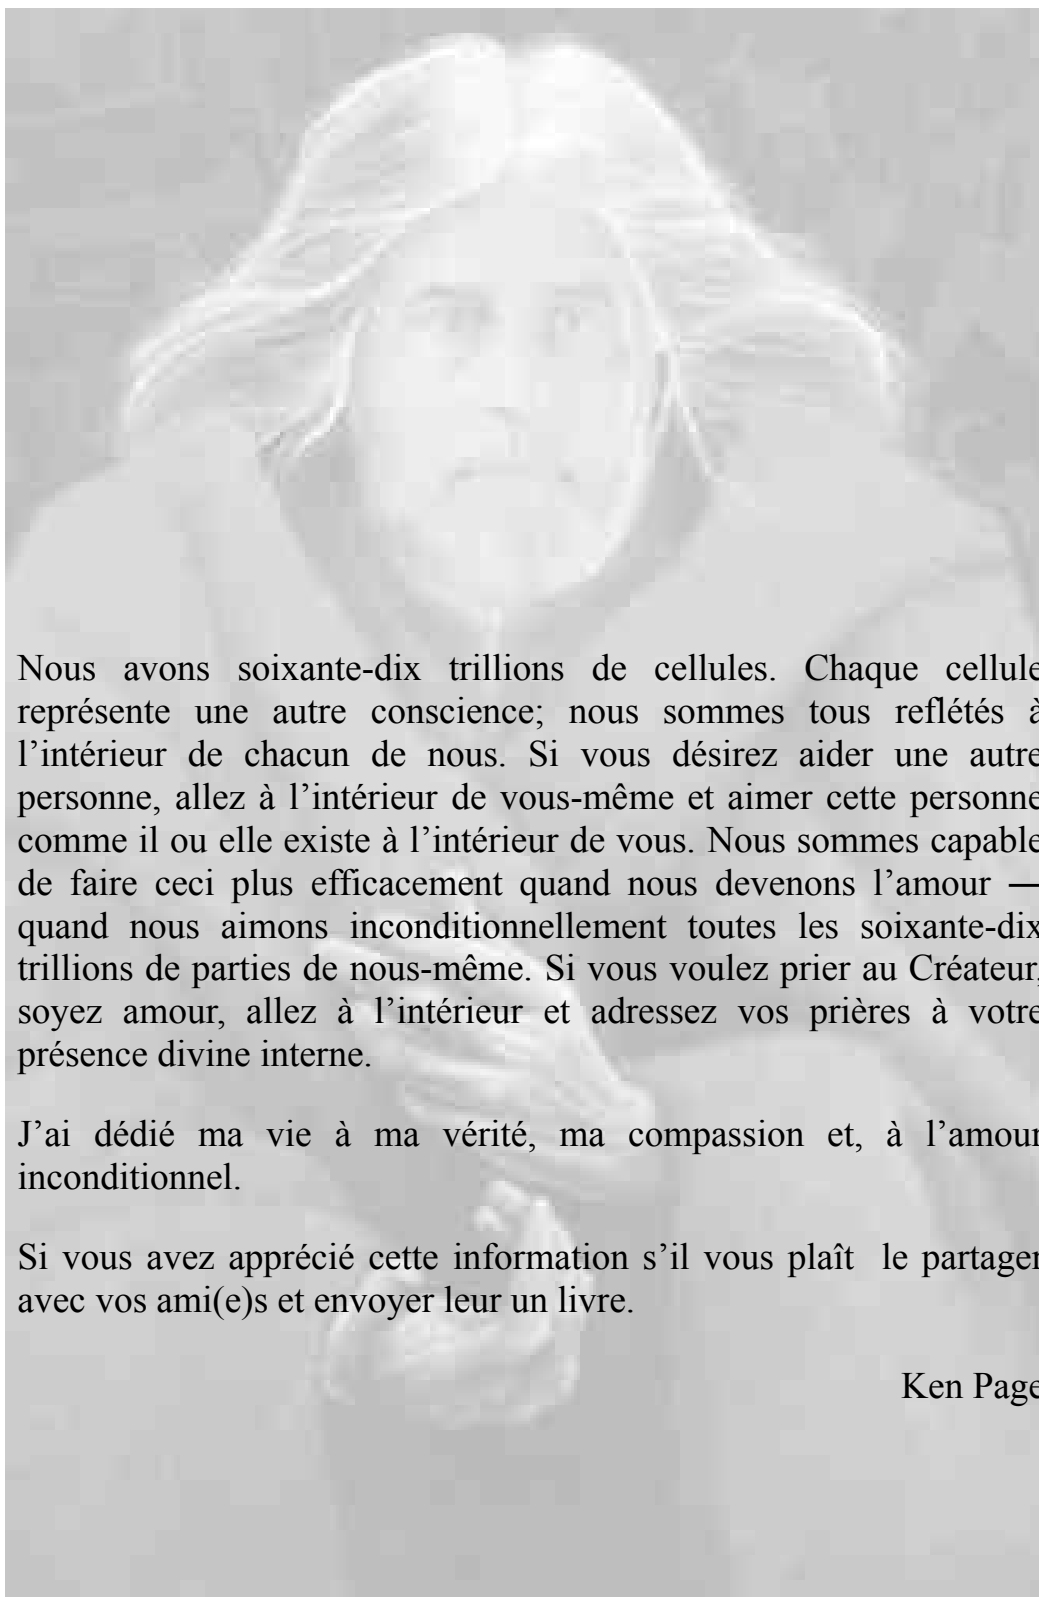 Nous avons soixante-dix trillions de cellules. Chaque cellule
représente une autre conscience; nous sommes tous reflétés à
l’intérieur de chacun de nous. Si vous désirez aider une autre
personne, allez à l’intérieur de vous-même et aimer cette personne
comme il ou elle existe à l’intérieur de vous. Nous sommes capable
de faire ceci plus efficacement quand nous devenons l’amour —
quand nous aimons inconditionnellement toutes les soixante-dix
trillions de parties de nous-même. Si vous voulez prier au Créateur,
soyez amour, allez à l’intérieur et adressez vos prières à votre
présence divine interne.
J’ai dédié ma vie à ma vérité, ma compassion et, à l’amour
inconditionnel.
Si vous avez apprécié cette information s’il vous plaît le partager
avec vos ami(e)s et envoyer leur un livre.
Ken Page